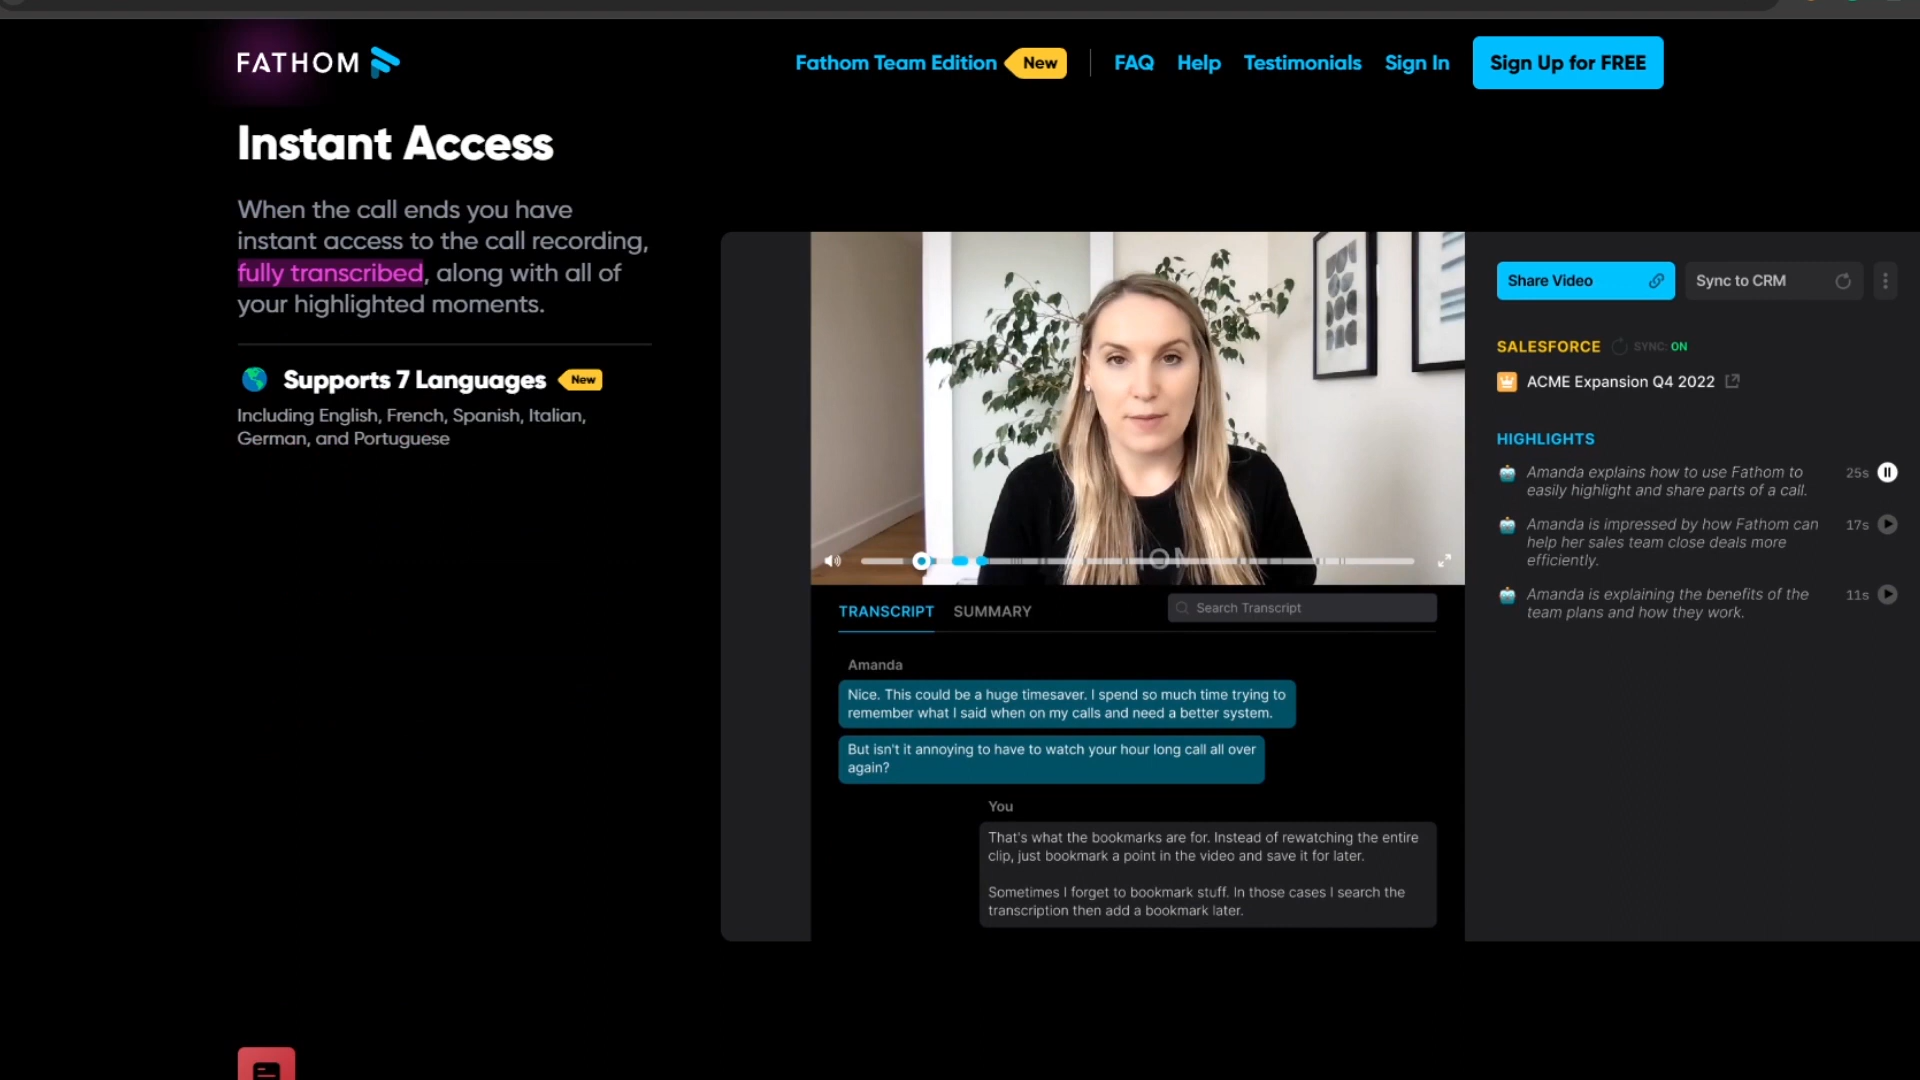 FATHOM
Fathom Team Edition
New
FAQ
Help
Testimonials
Sign In
Sign Up for FREE
Instant Access
When the call ends you have
instant access to the call recording,
fully transcribed, along with all of
your highlighted moments.
Supports 7 Languages
New
Including English, French, Spanish, Italian,
German, and Portuguese
Share Video
Sync to CRM
SALESFORCE
SYNC: ON
ACME Expansion Q4 2022
HIGHLIGHTS
Amanda explains how to use Fathom to
easily highlight and share parts of a call.
25s
Amanda is impressed by how Fathom can
help her sales team close deals more
efficiently.
17s
Amanda is explaining the benefits of the
team plans and how they work.
11s
TRANSCRIPT
SUMMARY
Search Transcript
Amanda
Nice. This could be a huge timesaver. I spend so much time trying to
remember what I said when on my calls and need a better system.
But isn't it annoying to have to watch your hour long call all over
again?
You
That's what the bookmarks are for. Instead of rewatching the entire
clip, just bookmark a point in the video and save it for later.
Sometimes I forget to bookmark stuff. In those cases I search the
transcription then add a bookmark later.